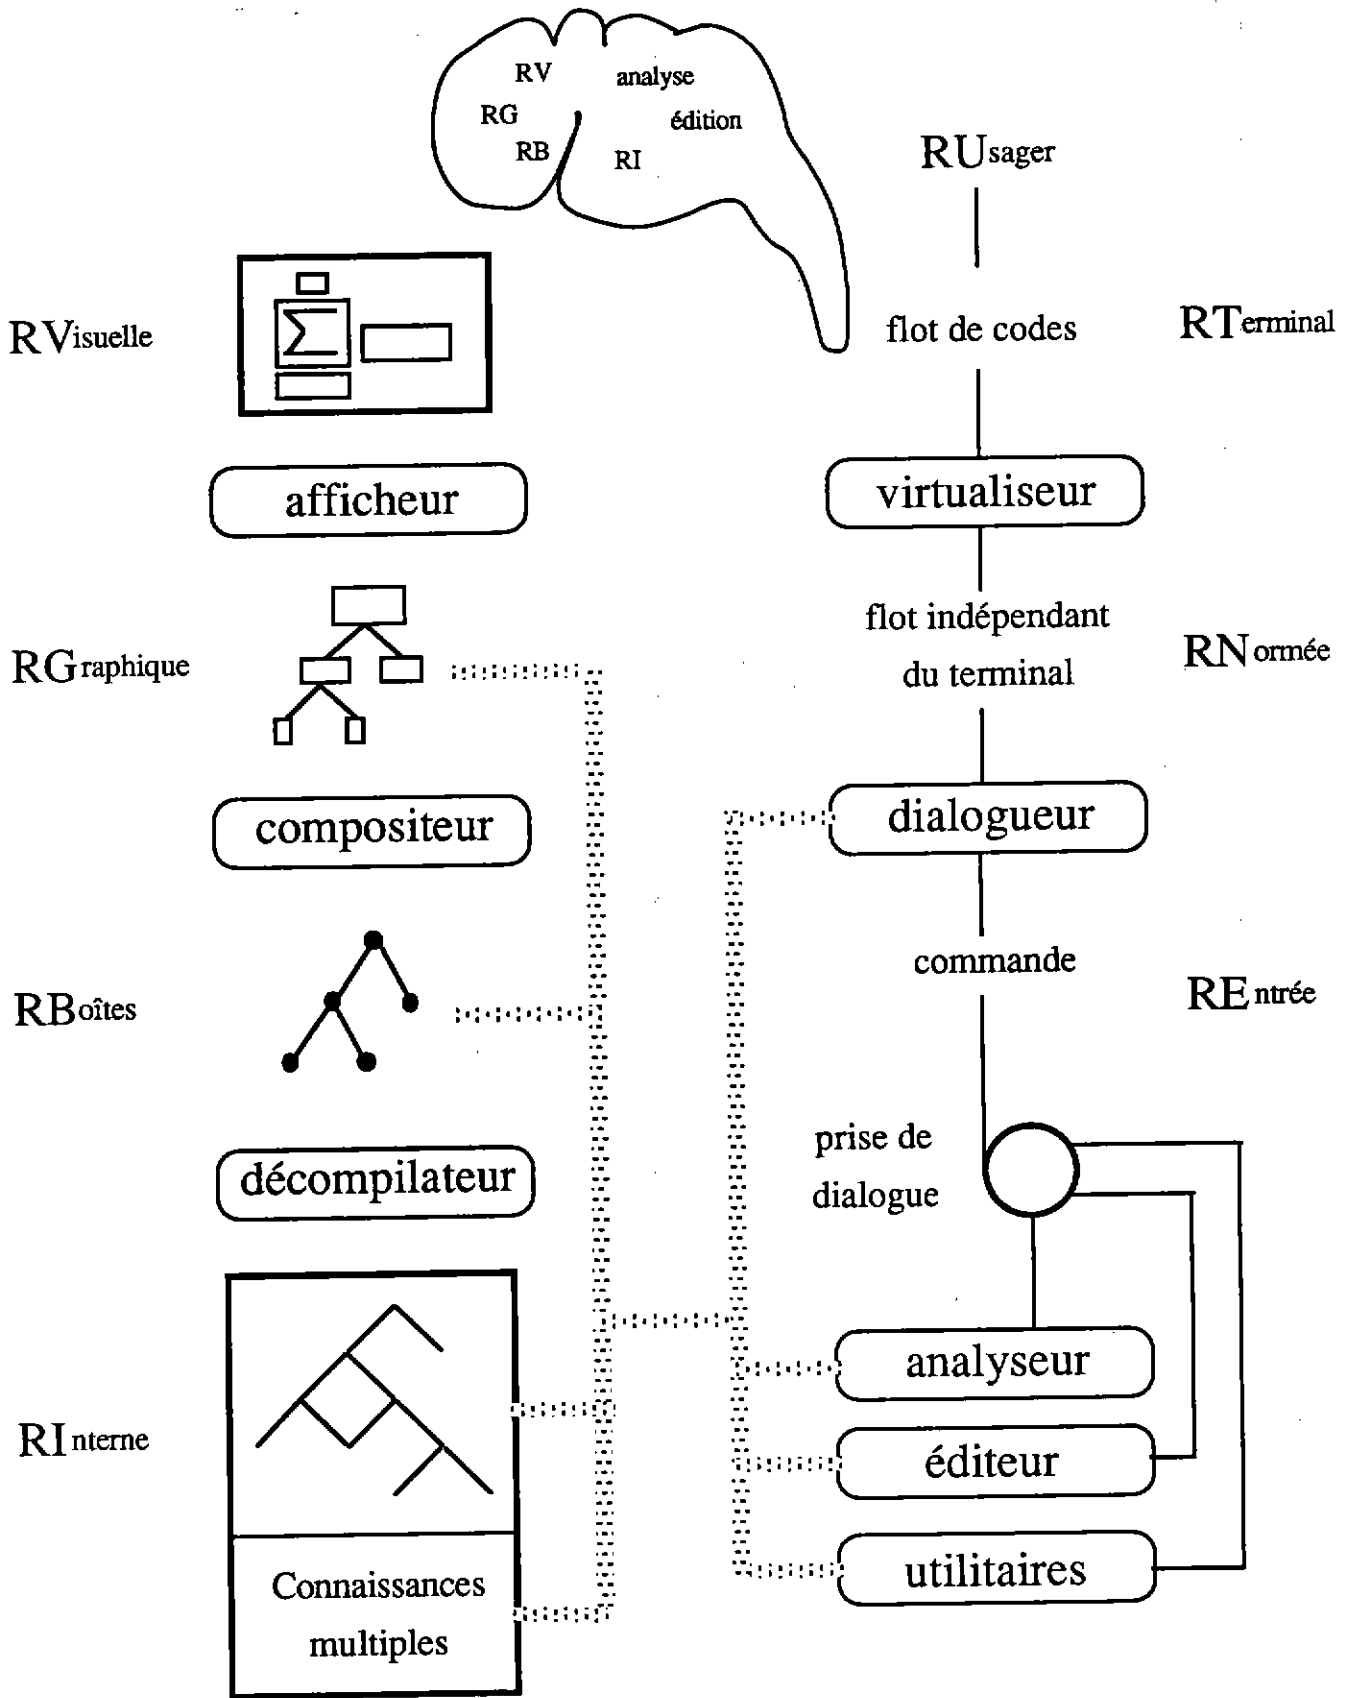 RV
analyse
RG
édition
RB
RI
RUsager
RVisuelle
Σ
flot de codes
RTerminal
afficheur
virtualiseur
RGraphique
flot indépendant
du terminal
RNormée
compositeur
dialogueur
RBoîtes
commande
REntrée
décompilateur
prise de
dialogue
RInterne
analyseur
éditeur
utilitaires
Connaissances
multiples